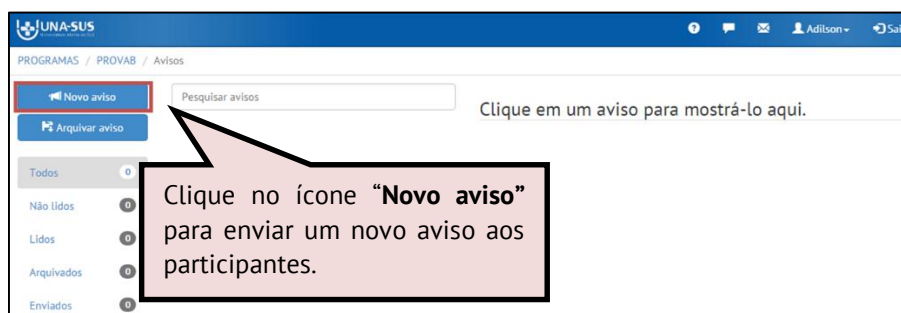 UNA-SUS
Adilson
Sai
PROGRAMAS / PROVAB / Avisos
Novo aviso
Pesquisar avisos
Clique em um aviso para mostrá-lo aqui.
Arquivar aviso
Todos 0
Não lidos 0
Lidos 0
Arquivados 0
Enviados 0
Clique no ícone “Novo aviso”
para enviar um novo aviso aos
participantes.